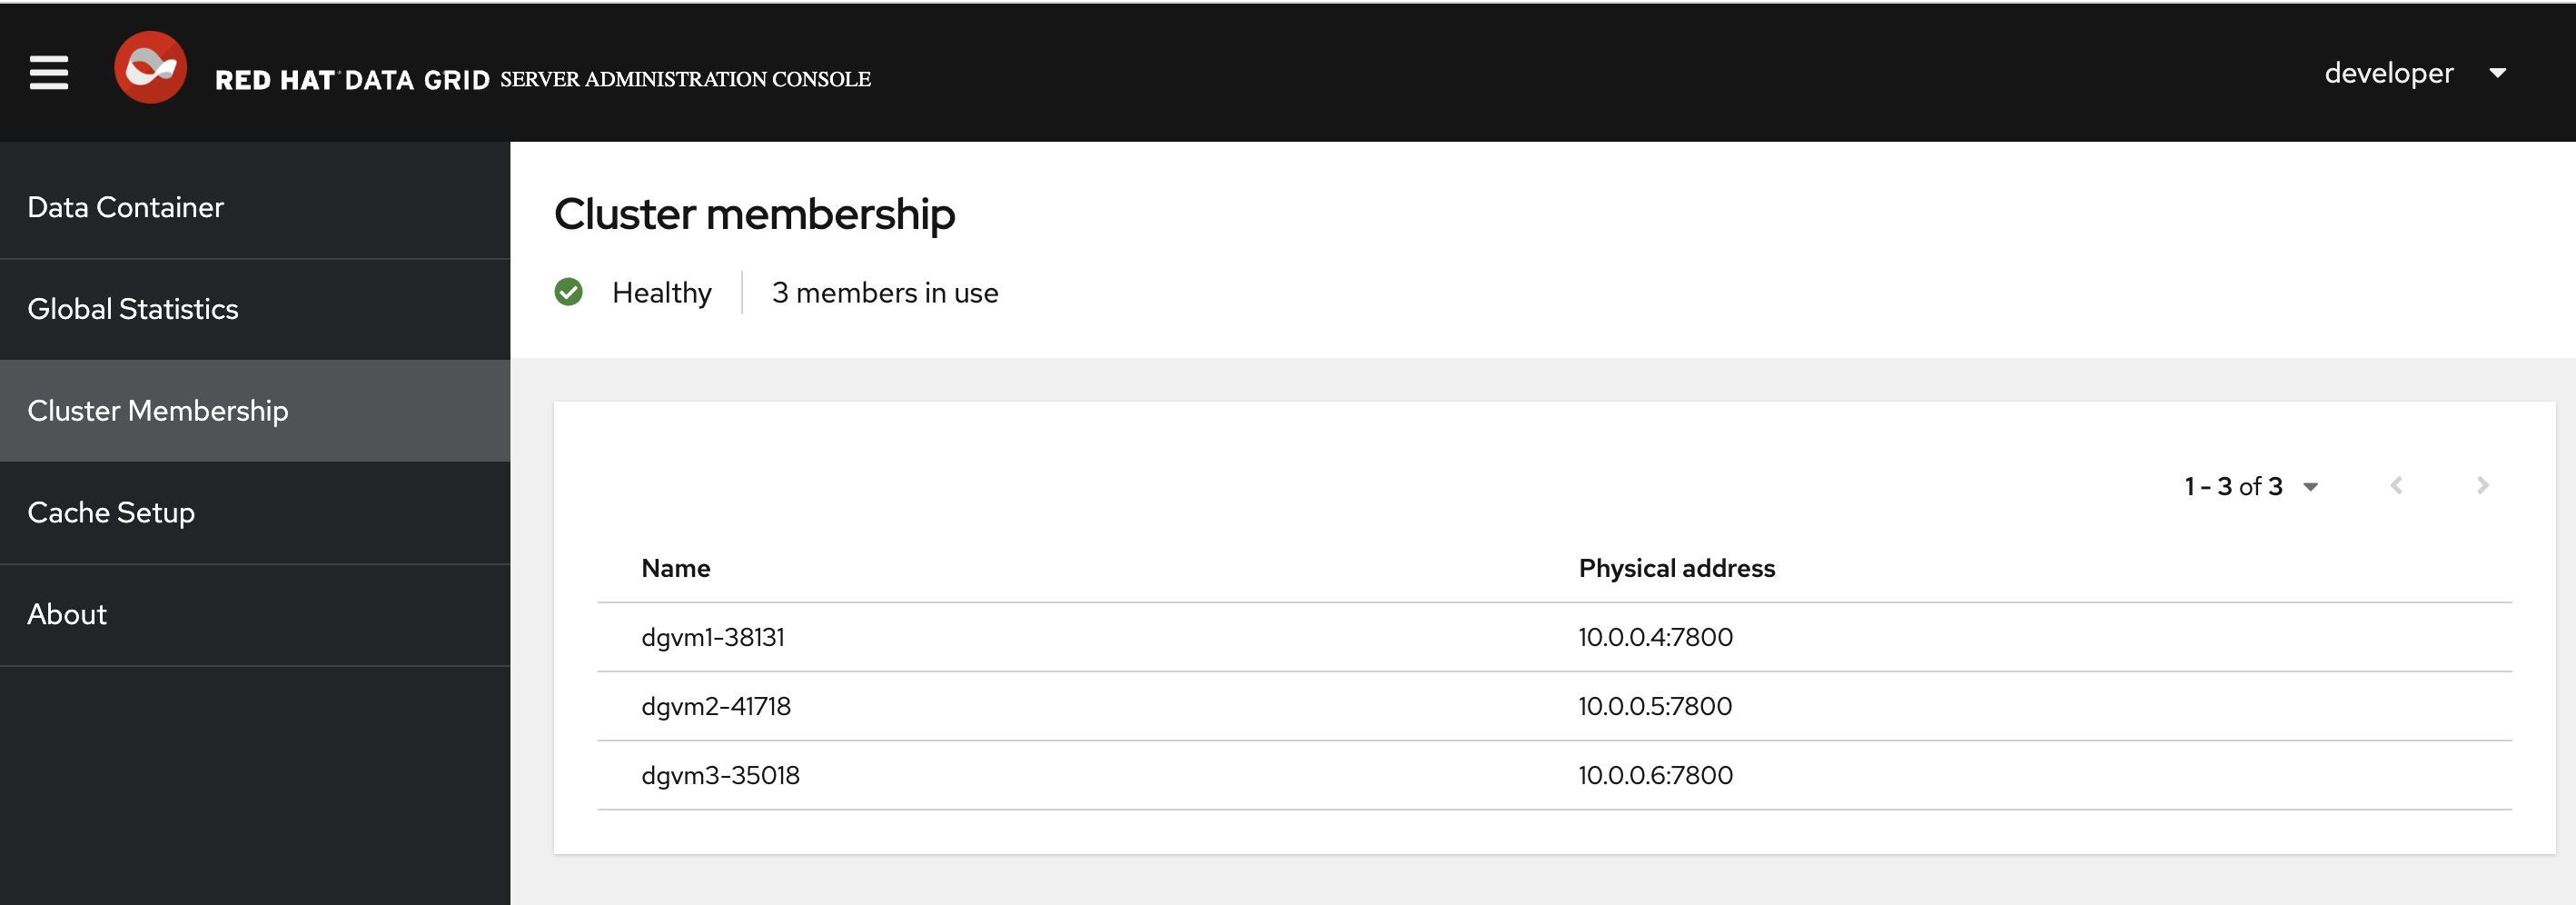 RED HAT DATA GRID SERVER ADMINISTRATION CONSOLE
developer
Data Container
Global Statistics
Cluster Membership
Cache Setup
About
Cluster membership
Healthy
3 members in use
1 - 3 of 3
Name Physical address
dgvm1-38131 10.0.0.4:7800
dgvm2-41718 10.0.0.5:7800
dgvm3-35018 10.0.0.6:7800